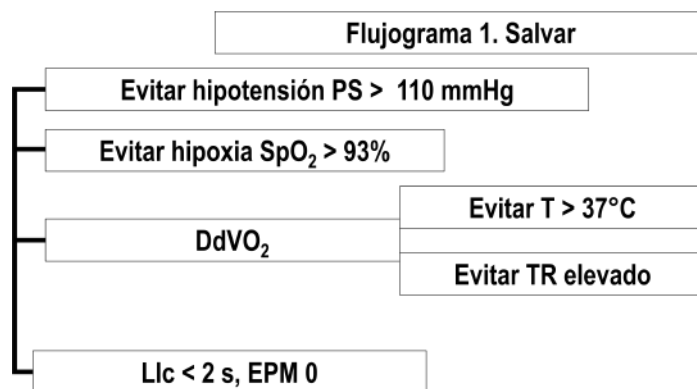 Flujograma 1. Salvar
Evitar hipotensión PS > 110 mmHg
Evitar hipoxia SpO₂ > 93%
Evitar T > 37°C
DdVO₂
Evitar TR elevado
Llc < 2 s, EPM 0